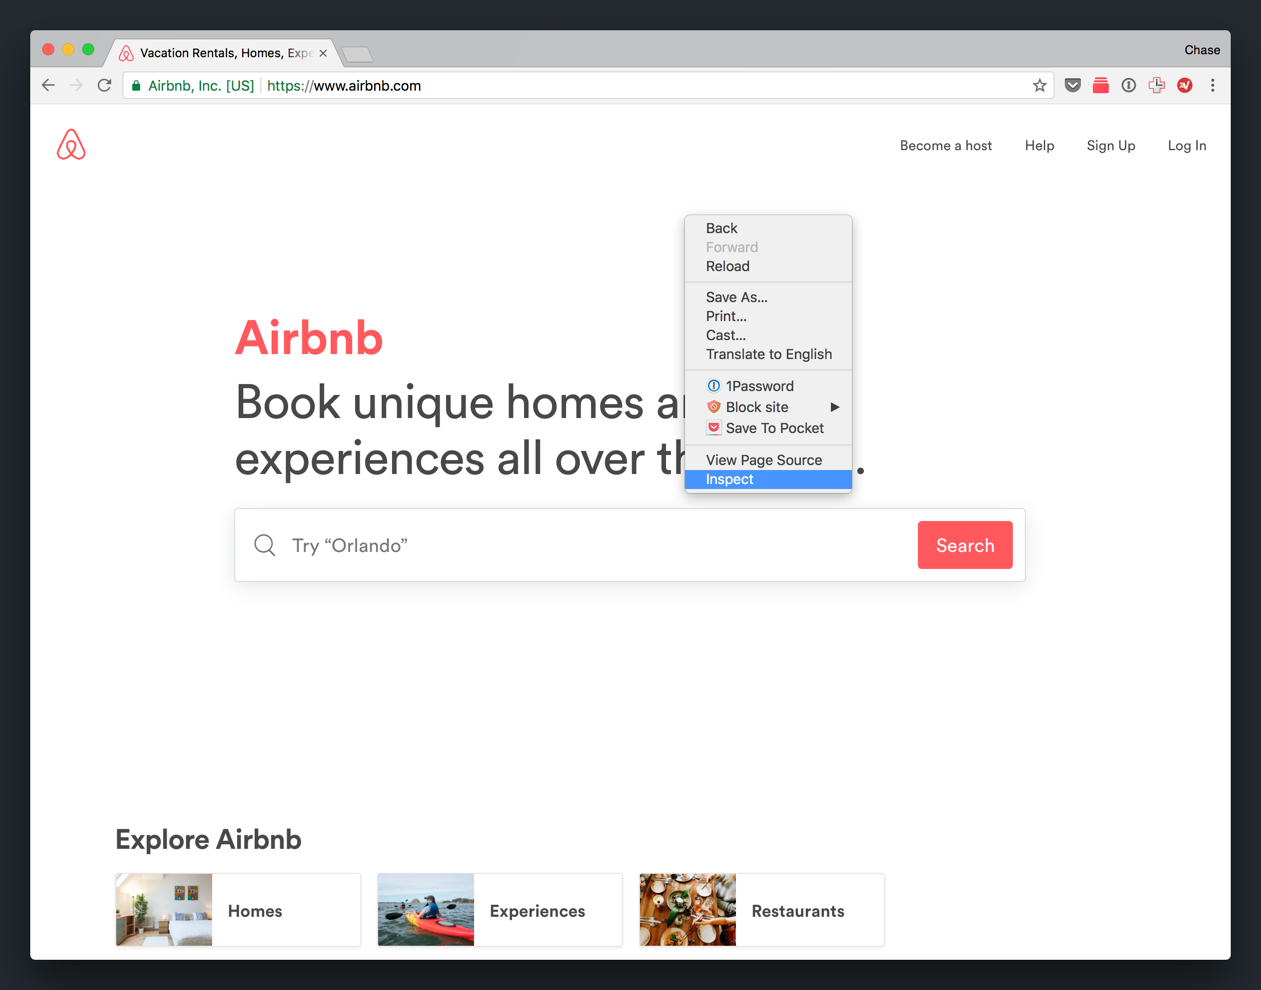 Vacation Rentals, Homes, Expe
Chase
Airbnb, Inc. [US]
https://www.airbnb.com
Become a host
Help
Sign Up
Log In
Back
Forward
Reload
Save As...
Print...
Cast...
Translate to English
1Password
Block site
Save To Pocket
View Page Source
Inspect
Airbnb
Book unique homes a
experiences all over th .
Try “Orlando”
Search
Explore Airbnb
Homes
Experiences
Restaurants